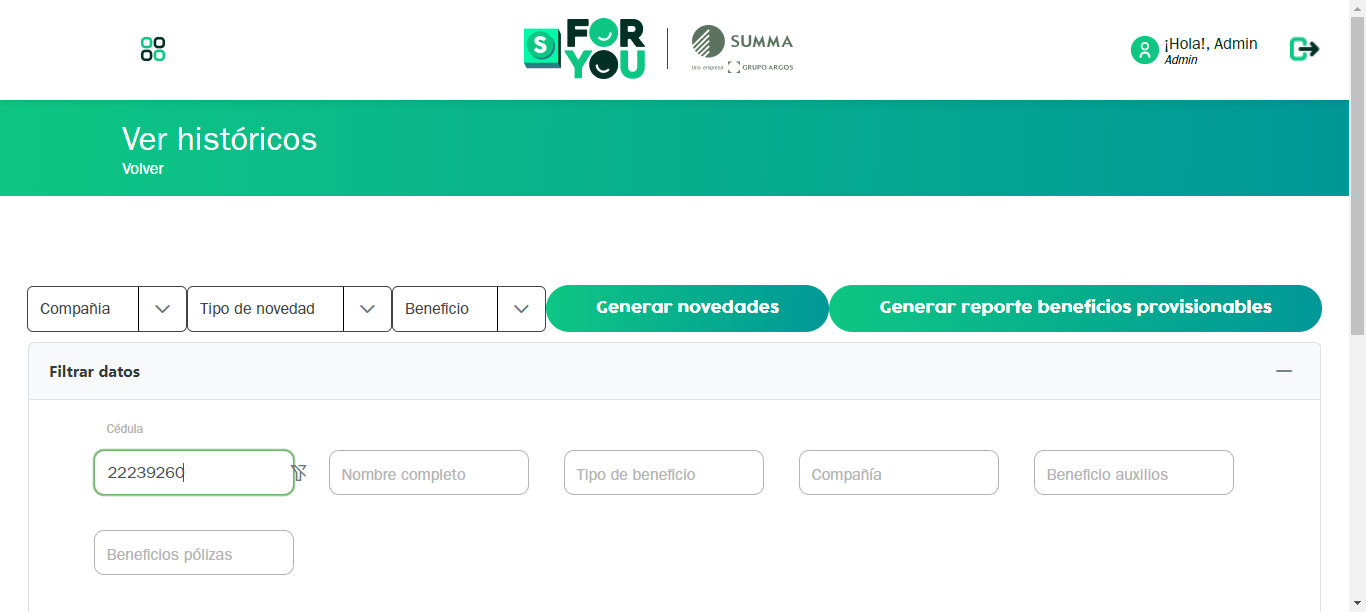 S FOR YOU
SUMMA
Una empresa GRUPO ARGOS
¡Hola!, Admin
Admin
Ver históricos
Volver
Compañia
Tipo de novedad
Beneficio
Generar novedades
Generar reporte beneficios provisionables
Filtrar datos
Cédula
22239260
Nombre completo
Tipo de beneficio
Compañía
Beneficio auxilios
Beneficios pólizas